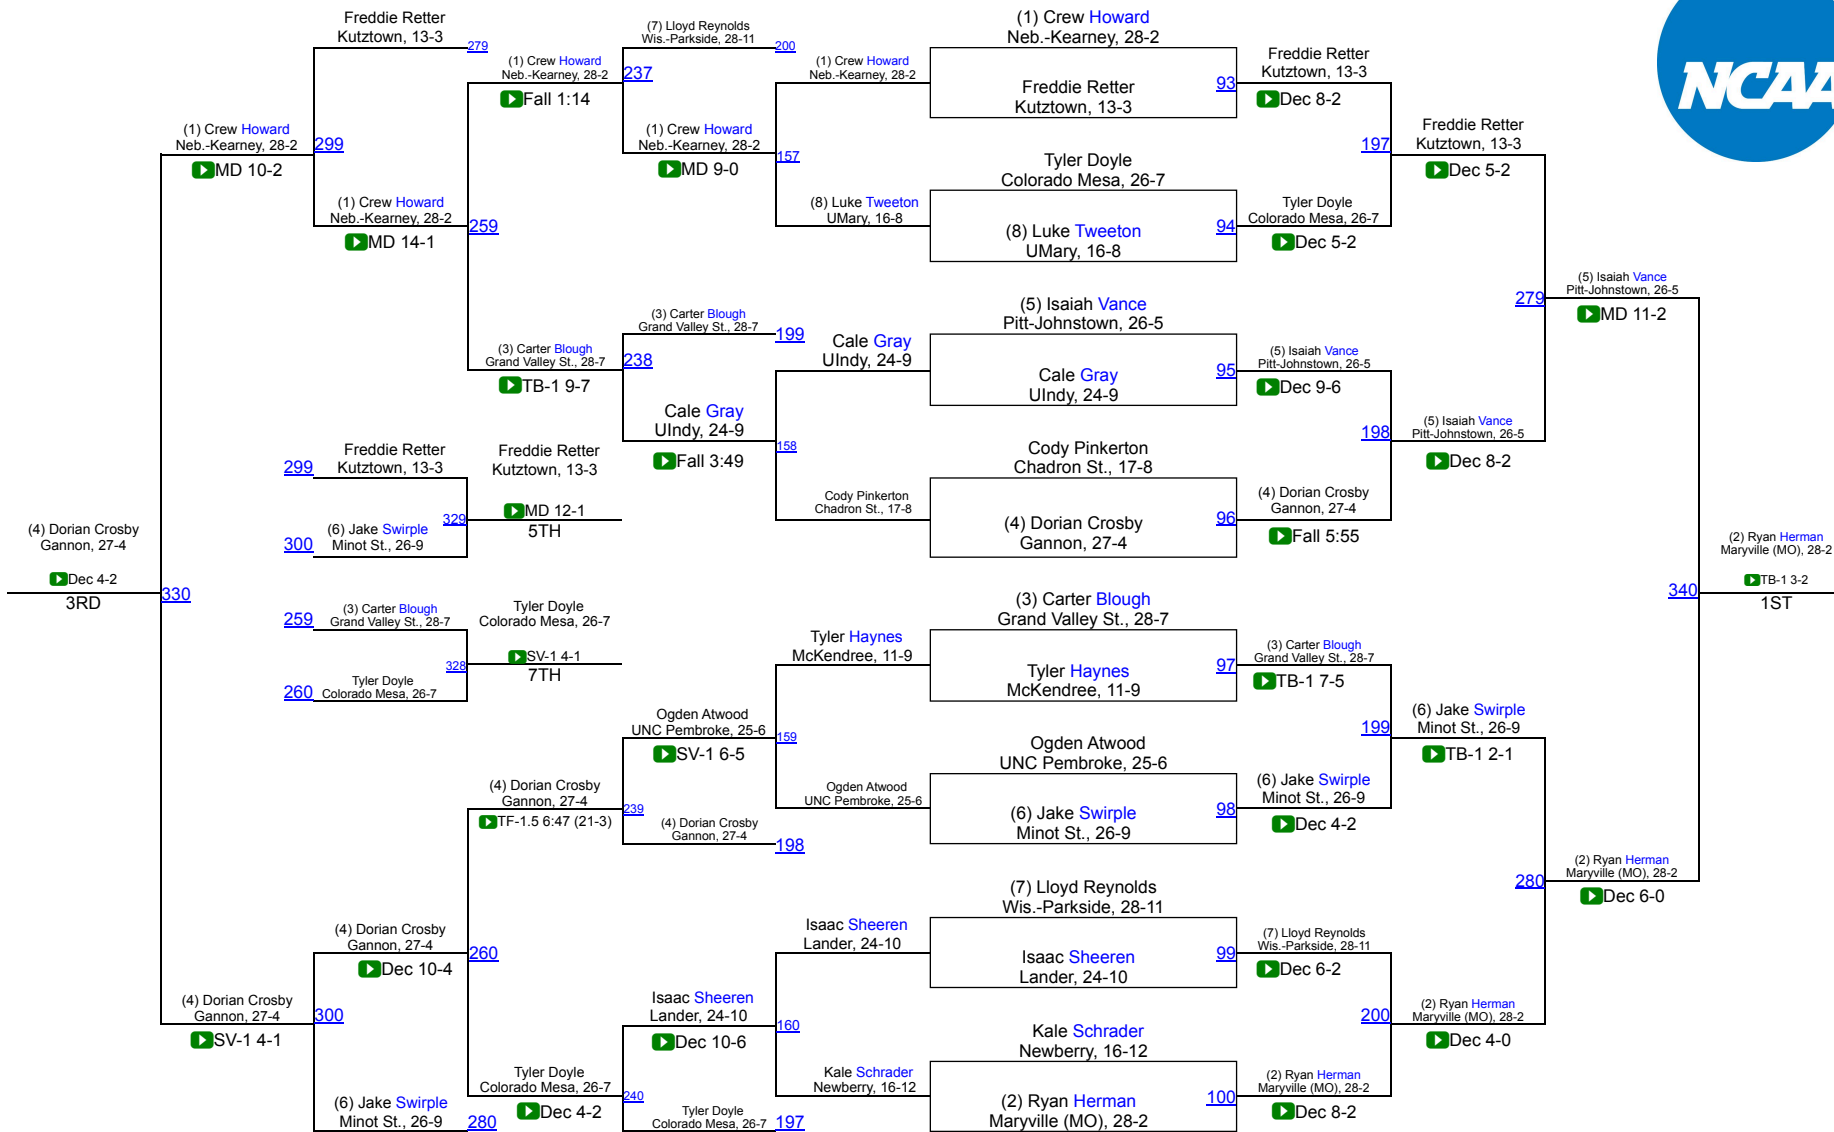 Freddie Retter
Kutztown, 13-3
279
(1) Crew Howard
Neb.-Kearney, 28-2
Fall 1:14
(7) Lloyd Reynolds
Wis.-Parkside, 28-11
200
237
(1) Crew Howard
Neb.-Kearney, 28-2
(1) Crew Howard
Neb.-Kearney, 28-2
Freddie Retter
Kutztown, 13-3
93
Freddie Retter
Kutztown, 13-3
Dec 8-2
NCAA
(1) Crew Howard
Neb.-Kearney, 28-2
MD 10-2
299
(1) Crew Howard
Neb.-Kearney, 28-2
MD 9-0
157
Tyler Doyle
Colorado Mesa, 26-7
197
Freddie Retter
Kutztown, 13-3
Dec 5-2
(1) Crew Howard
Neb.-Kearney, 28-2
MD 14-1
259
(8) Luke Tweeton
UMary, 16-8
(8) Luke Tweeton
UMary, 16-8
94
Tyler Doyle
Colorado Mesa, 26-7
Dec 5-2
279
(5) Isaiah Vance
Pitt-Johnstown, 26-5
MD 11-2
(3) Carter Blough
Grand Valley St., 28-7
199
(3) Carter Blough
Grand Valley St., 28-7
TB-1 9-7
238
Cale Gray
UIndy, 24-9
(5) Isaiah Vance
Pitt-Johnstown, 26-5
Cale Gray
UIndy, 24-9
95
(5) Isaiah Vance
Pitt-Johnstown, 26-5
Dec 9-6
Cale Gray
UIndy, 24-9
Fall 3:49
158
198
(5) Isaiah Vance
Pitt-Johnstown, 26-5
Dec 8-2
Freddie Retter
Kutztown, 13-3
299
Freddie Retter
Kutztown, 13-3
MD 12-1
5TH
329
(6) Jake Swirple
Minot St., 26-9
300
Cody Pinkerton
Chadron St., 17-8
Cody Pinkerton
Chadron St., 17-8
(4) Dorian Crosby
Gannon, 27-4
96
(4) Dorian Crosby
Gannon, 27-4
Fall 5:55
(4) Dorian Crosby
Gannon, 27-4
Dec 4-2
3RD
330
340
(2) Ryan Herman
Maryville (MO), 28-2
TB-1 3-2
1ST
259
(3) Carter Blough
Grand Valley St., 28-7
328
Tyler Doyle
Colorado Mesa, 26-7
SV-1 4-1
7TH
260
Tyler Doyle
Colorado Mesa, 26-7
Tyler Haynes
McKendree, 11-9
(3) Carter Blough
Grand Valley St., 28-7
Tyler Haynes
McKendree, 11-9
97
(3) Carter Blough
Grand Valley St., 28-7
TB-1 7-5
Ogden Atwood
UNC Pembroke, 25-6
SV-1 6-5
159
Ogden Atwood
UNC Pembroke, 25-6
199
(6) Jake Swirple
Minot St., 26-9
TB-1 2-1
(4) Dorian Crosby
Gannon, 27-4
TF-1.5 6:47 (21-3)
239
Ogden Atwood
UNC Pembroke, 25-6
(6) Jake Swirple
Minot St., 26-9
98
(6) Jake Swirple
Minot St., 26-9
Dec 4-2
(4) Dorian Crosby
Gannon, 27-4
198
280
(2) Ryan Herman
Maryville (MO), 28-2
Dec 6-0
(4) Dorian Crosby
Gannon, 27-4
Dec 10-4
260
Isaac Sheeren
Lander, 24-10
(7) Lloyd Reynolds
Wis.-Parkside, 28-11
Isaac Sheeren
Lander, 24-10
99
(7) Lloyd Reynolds
Wis.-Parkside, 28-11
Dec 6-2
(4) Dorian Crosby
Gannon, 27-4
SV-1 4-1
300
Isaac Sheeren
Lander, 24-10
Dec 10-6
160
Kale Schrader
Newberry, 16-12
200
(2) Ryan Herman
Maryville (MO), 28-2
Dec 4-0
Tyler Doyle
Colorado Mesa, 26-7
Dec 4-2
240
Kale Schrader
Newberry, 16-12
(2) Ryan Herman
Maryville (MO), 28-2
100
(2) Ryan Herman
Maryville (MO), 28-2
Dec 8-2
(6) Jake Swirple
Minot St., 26-9
280
Tyler Doyle
Colorado Mesa, 26-7
197